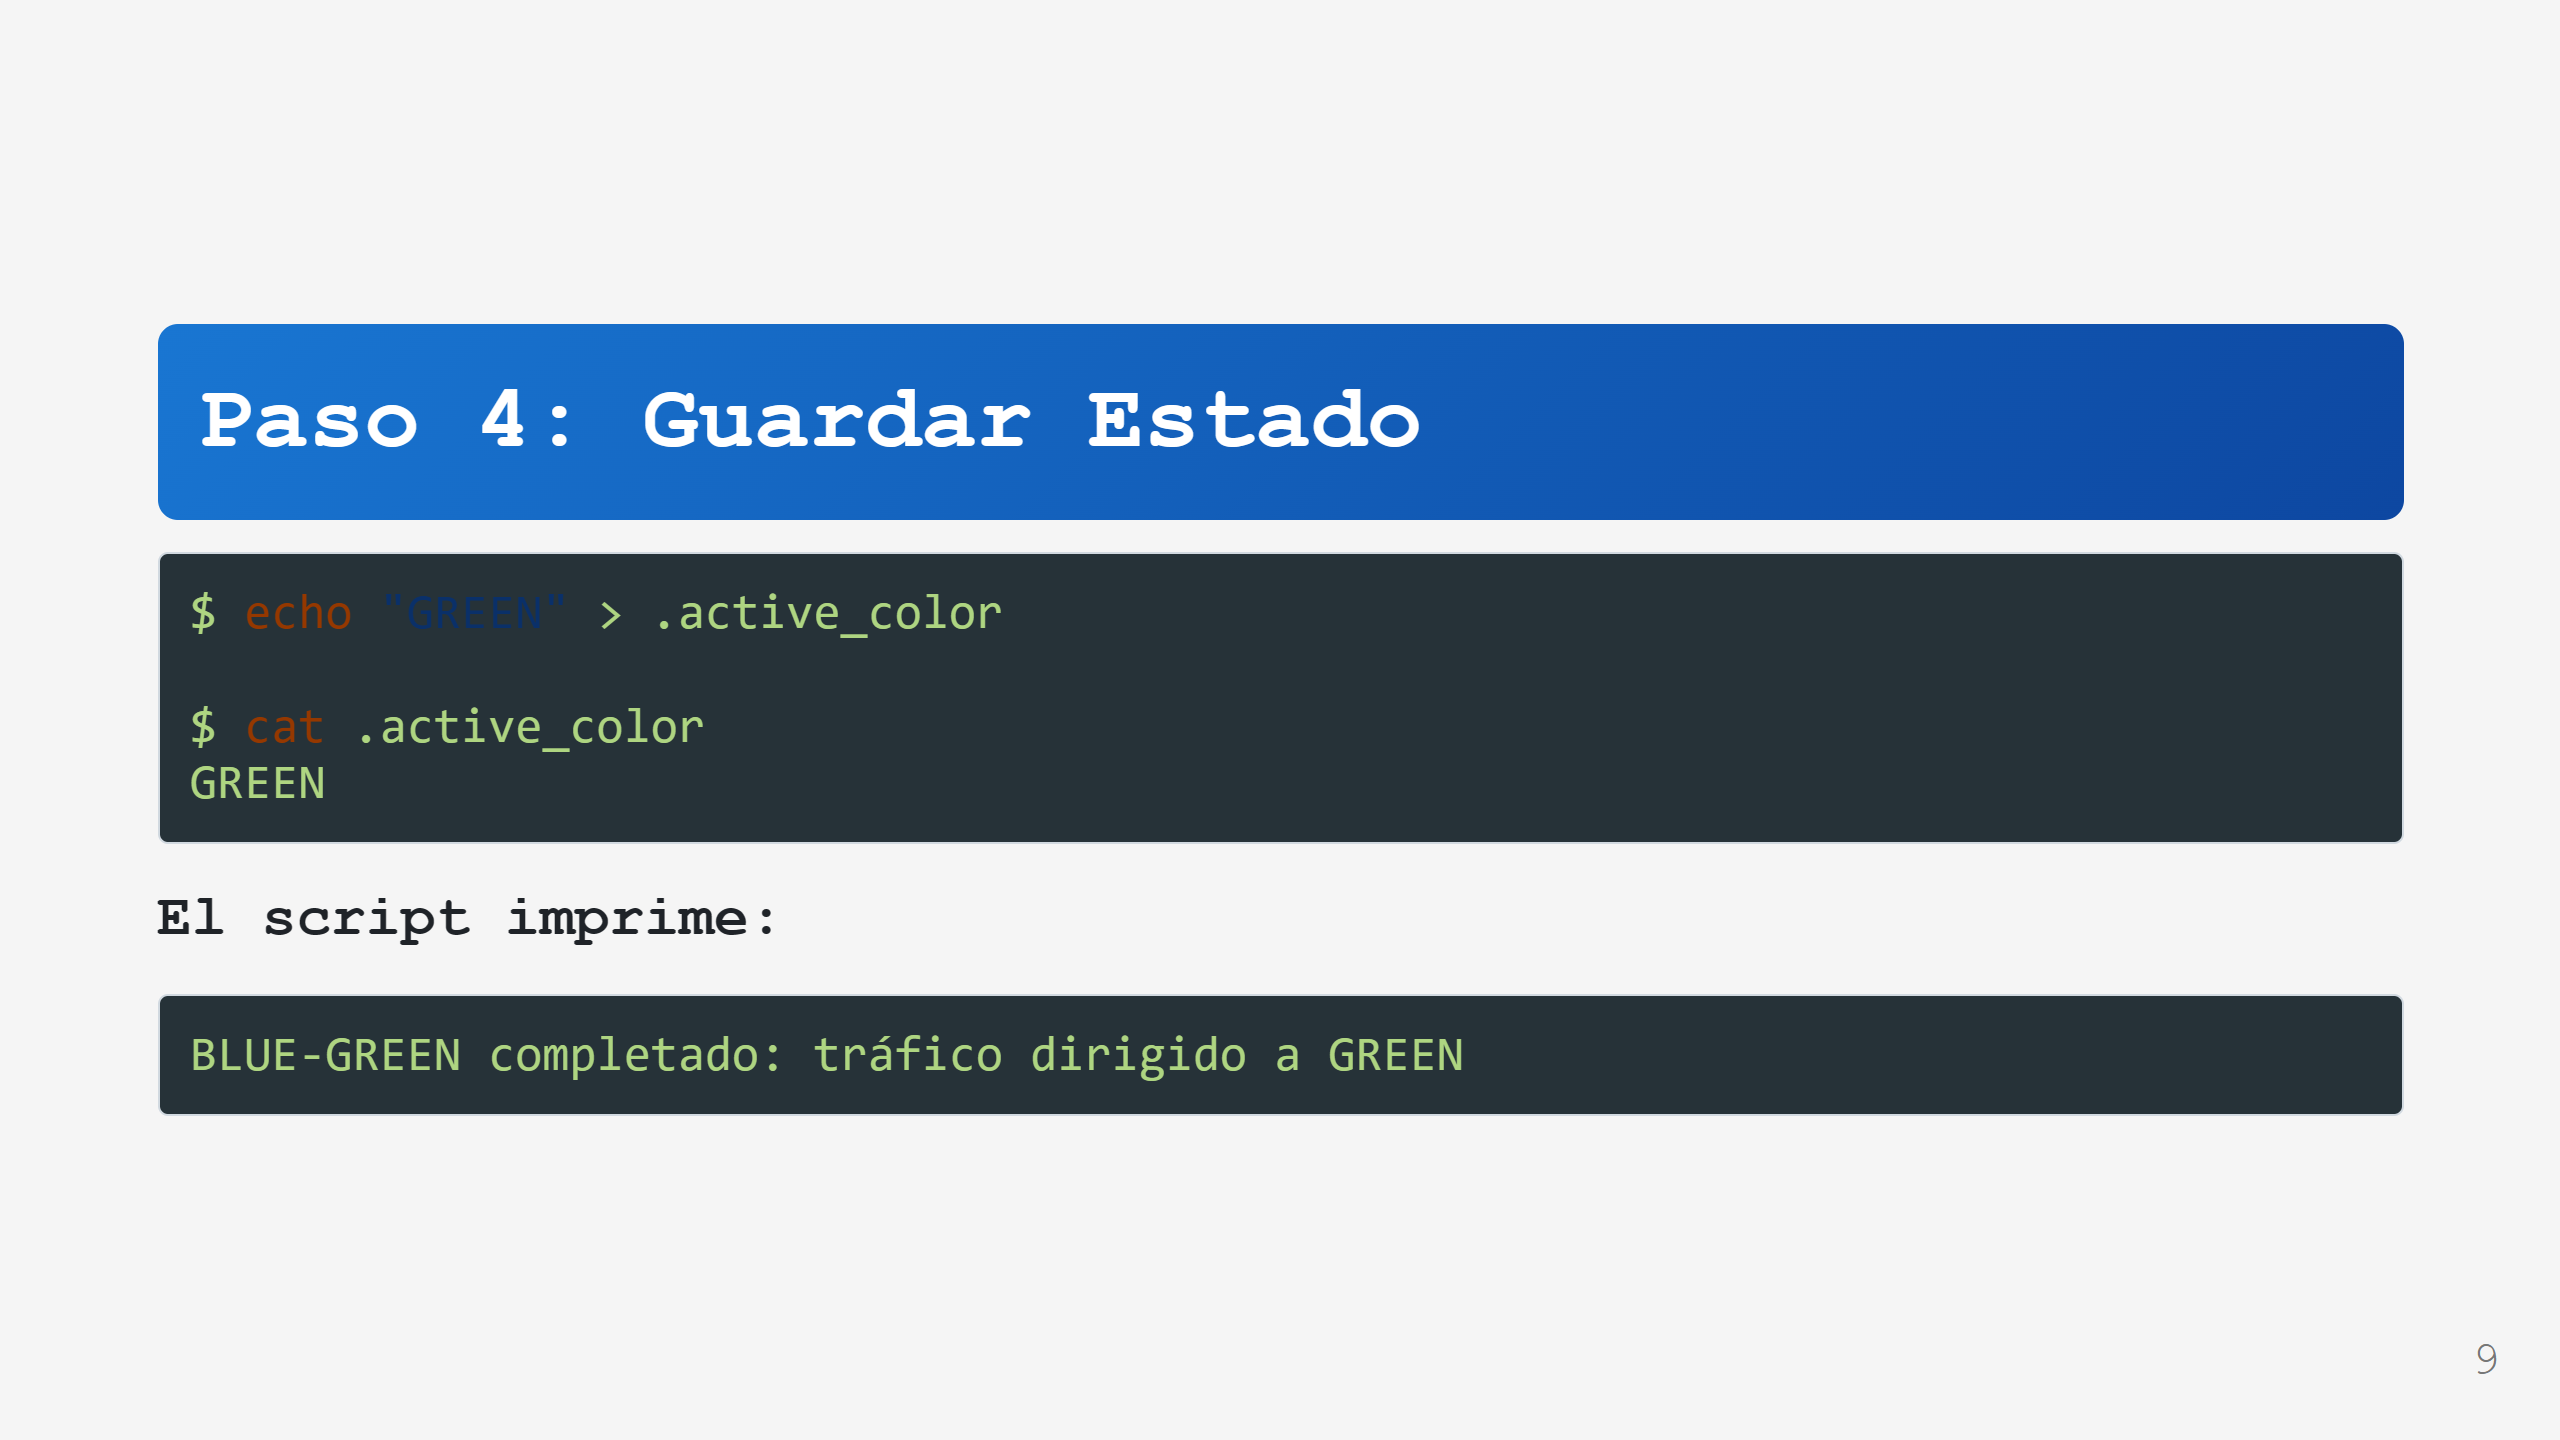 Paso 4: Guardar Estado
$ echo "GREEN" > .active_color
$ cat .active_color
GREEN
El script imprime:
BLUE-GREEN completado: tráfico dirigido a GREEN
9